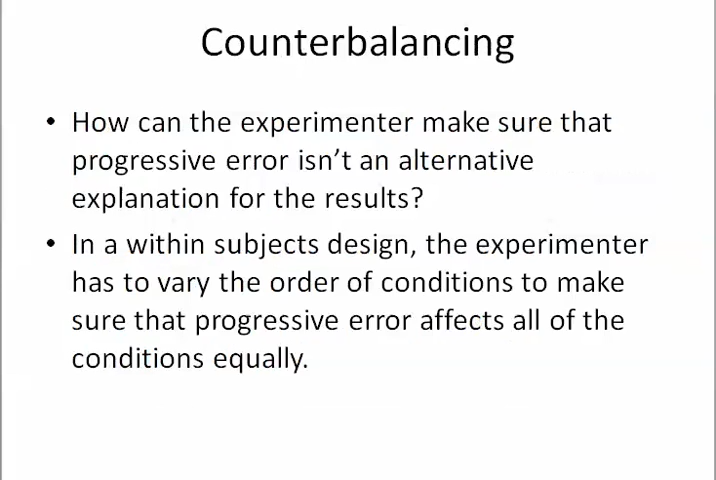 Counterbalancing
• How can the experimenter make sure that
progressive error isn't an alternative
explanation for the results?
• In a within subjects design, the experimenter
has to vary the order of conditions to make
sure that progressive error affects all of the
conditions equally.